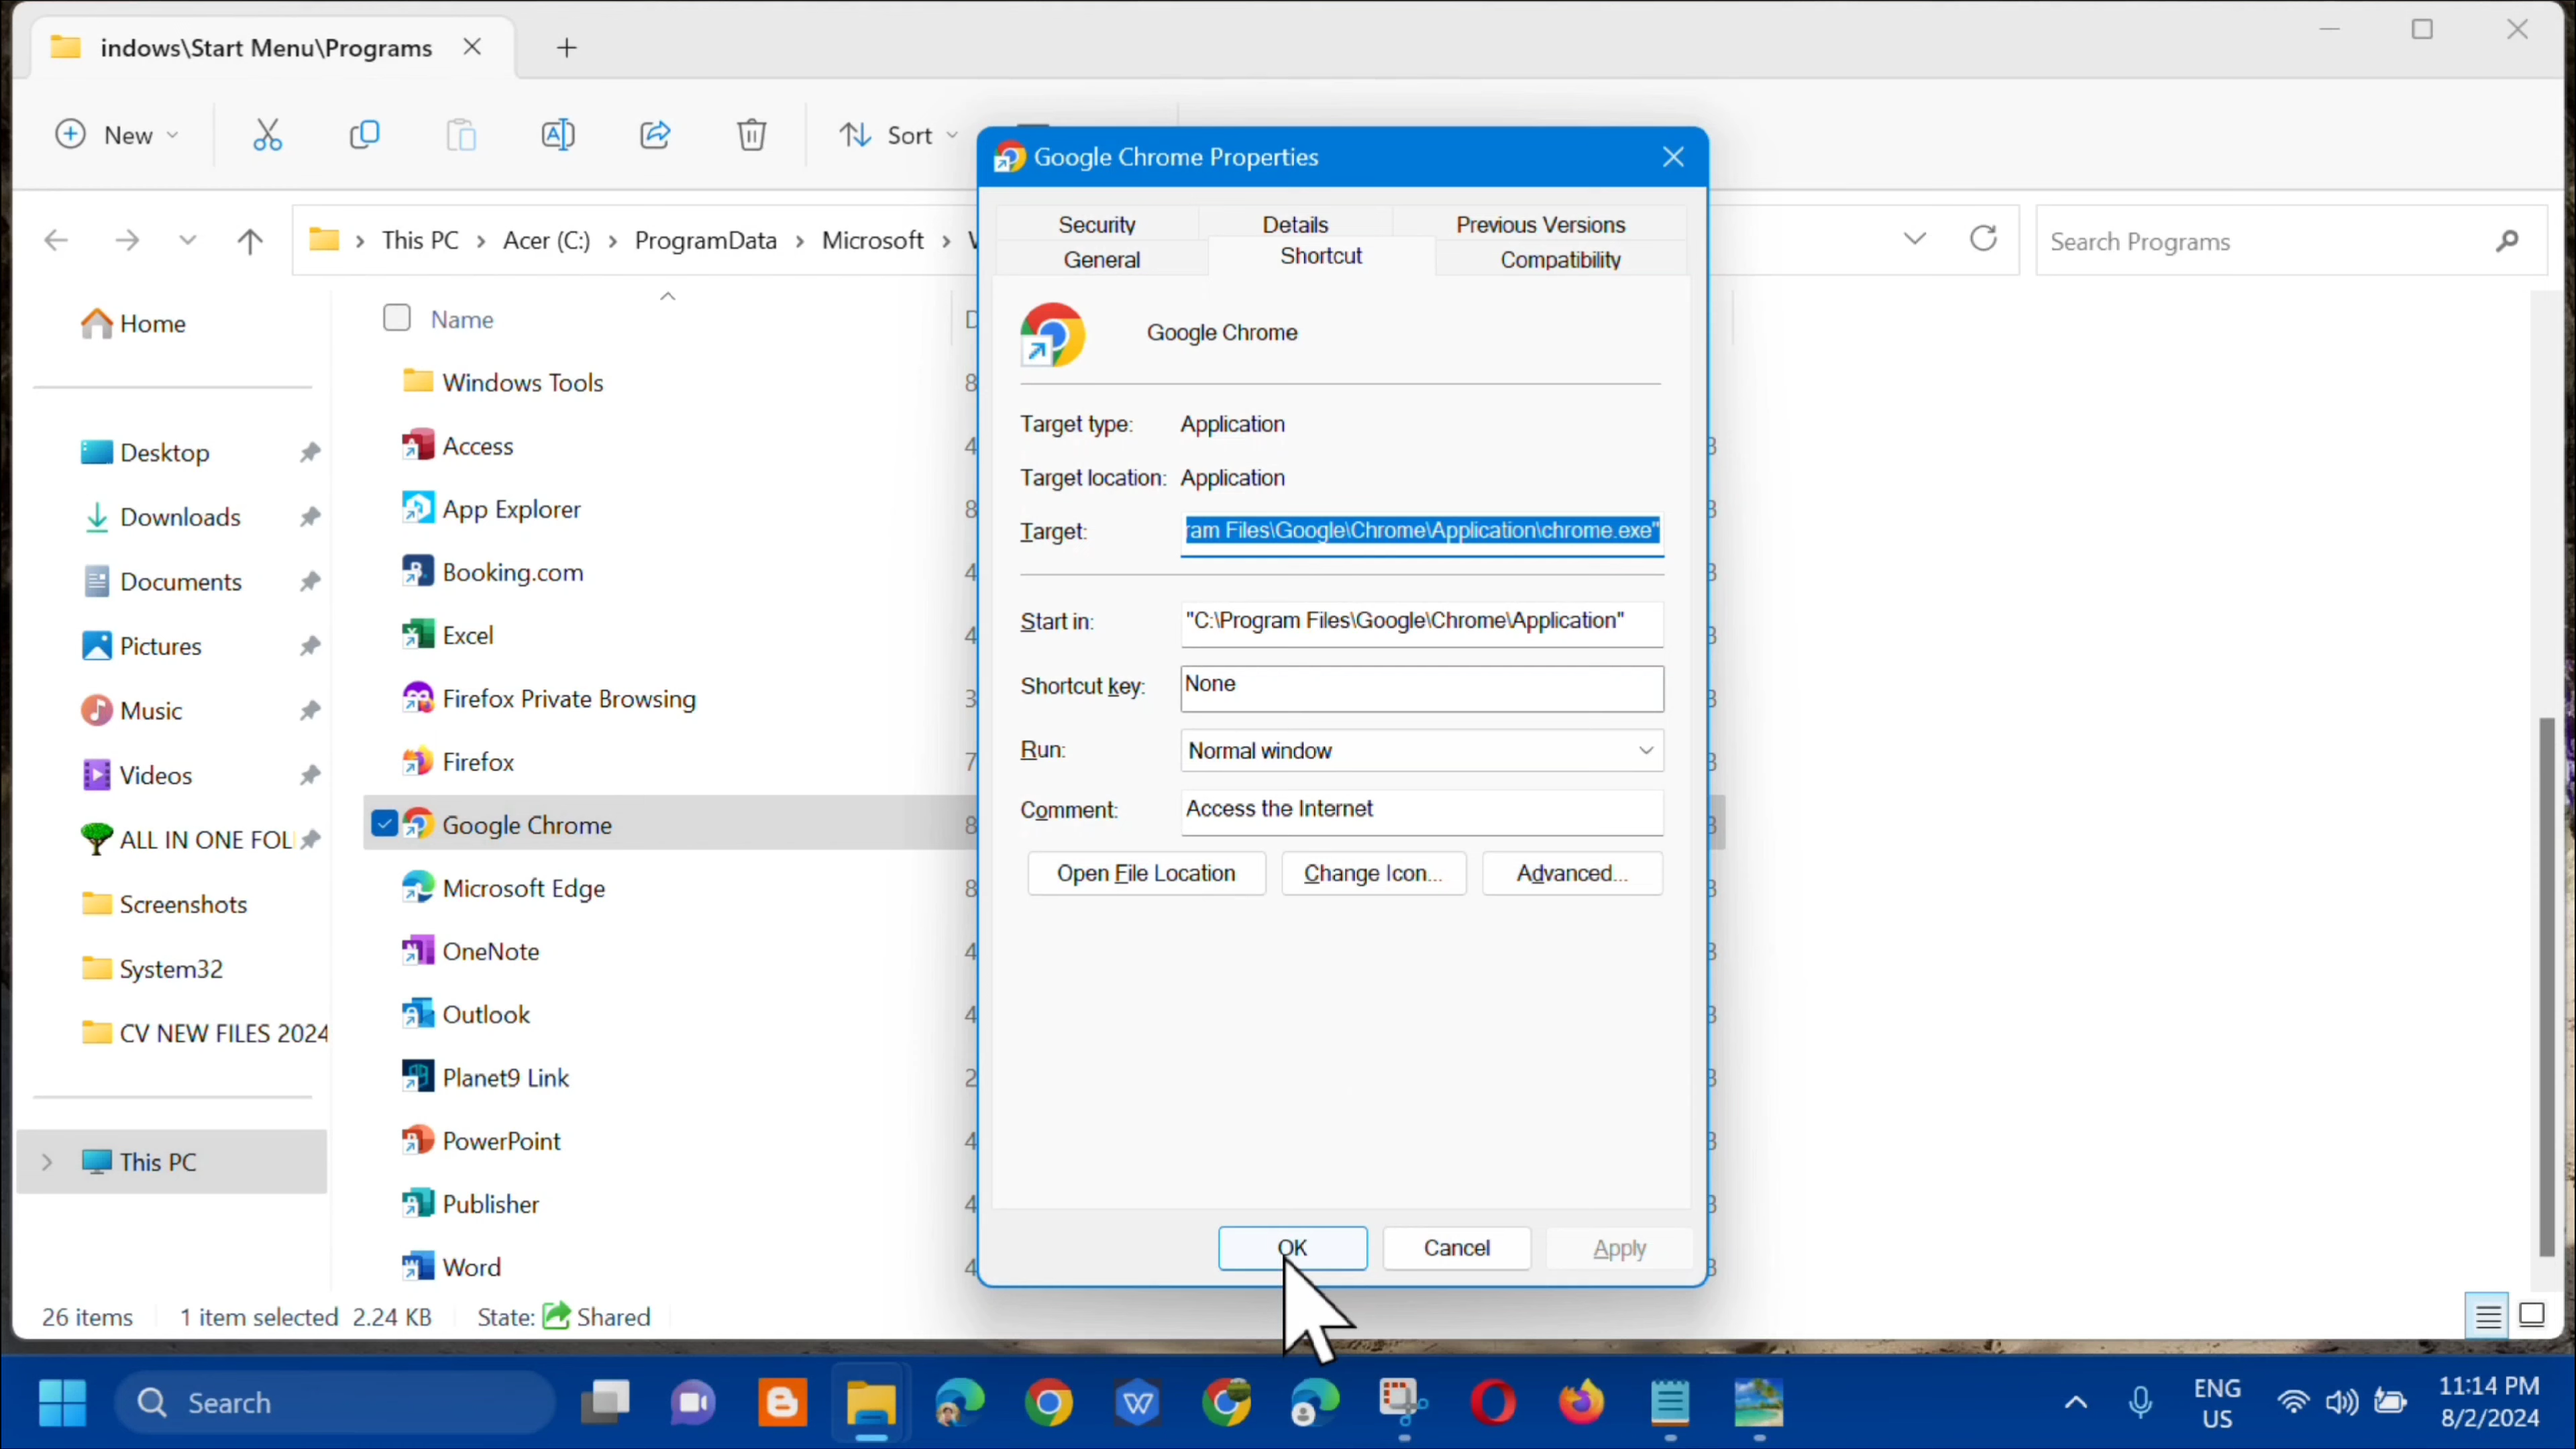 indows\Start Menu\Programs
New
Sort
This PC
Acer (C:)
ProgramData
Microsoft
Search Programs
Home
Desktop
Downloads
Documents
Pictures
Music
Videos
ALL IN ONE FOL
Screenshots
System32
CV NEW FILES 2024
This PC
Name
Windows Tools
Access
App Explorer
Booking.com
Excel
Firefox Private Browsing
Firefox
Google Chrome
Microsoft Edge
OneNote
Outlook
Planet9 Link
PowerPoint
Publisher
Word
Google Chrome Properties
Security Details Previous Versions
General Shortcut Compatibility
Google Chrome
Target type: Application
Target location: Application
Target: ram Files\Google\Chrome\Application\chrome.exe"
Start in: "C:\Program Files\Google\Chrome\Application"
Shortcut key: None
Run: Normal window
Comment: Access the Internet
Open File Location Change Icon... Advanced...
OK Cancel Apply
26 items 1 item selected 2.24 KB State: Shared
Search
ENG
US
11:14 PM
8/2/2024